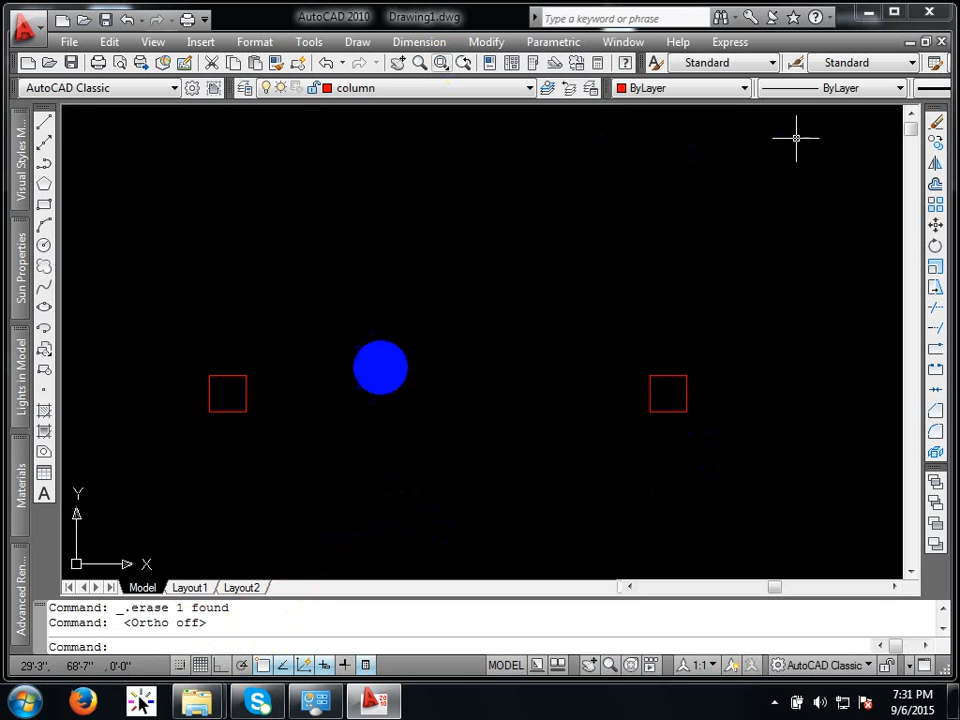 AutoCAD 2010 Drawing1.dwg
Type a keyword or phrase
File Edit View Insert Format Tools Draw Dimension Modify Parametric Window Help Express
Standard Standard
AutoCAD Classic column ByLayer ByLayer
Visual Styles M...
Sun Properties
Lights in Model
Materials
Advanced Ren...
A
Y
X
Model Layout1 Layout2
Command: _.erase 1 found
Command: <Ortho off>
Command:
29'-3", 68'-7", 0'-0" MODEL 1:1 AutoCAD Classic
7:31 PM
9/6/2015